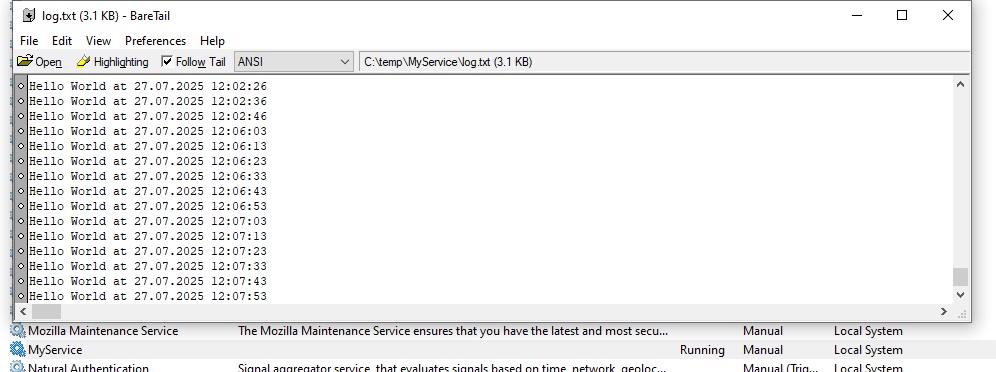 log.txt (3.1 KB) - BareTail
File Edit View Preferences Help
Open Highlighting Follow Tail ANSI C:\temp\MyService\log.txt (3.1 KB)
Hello World at 27.07.2025 12:02:26
Hello World at 27.07.2025 12:02:36
Hello World at 27.07.2025 12:02:46
Hello World at 27.07.2025 12:06:03
Hello World at 27.07.2025 12:06:13
Hello World at 27.07.2025 12:06:23
Hello World at 27.07.2025 12:06:33
Hello World at 27.07.2025 12:06:43
Hello World at 27.07.2025 12:06:53
Hello World at 27.07.2025 12:07:03
Hello World at 27.07.2025 12:07:13
Hello World at 27.07.2025 12:07:23
Hello World at 27.07.2025 12:07:33
Hello World at 27.07.2025 12:07:43
Hello World at 27.07.2025 12:07:53
Mozilla Maintenance Service The Mozilla Maintenance Service ensures that you have the latest and most secu... Manual Local System
MyService Running Manual Local System
Natural Authentication Signal aggregator service, that evaluates signals based on time, network, geoloc... Manual (Trig... Local System